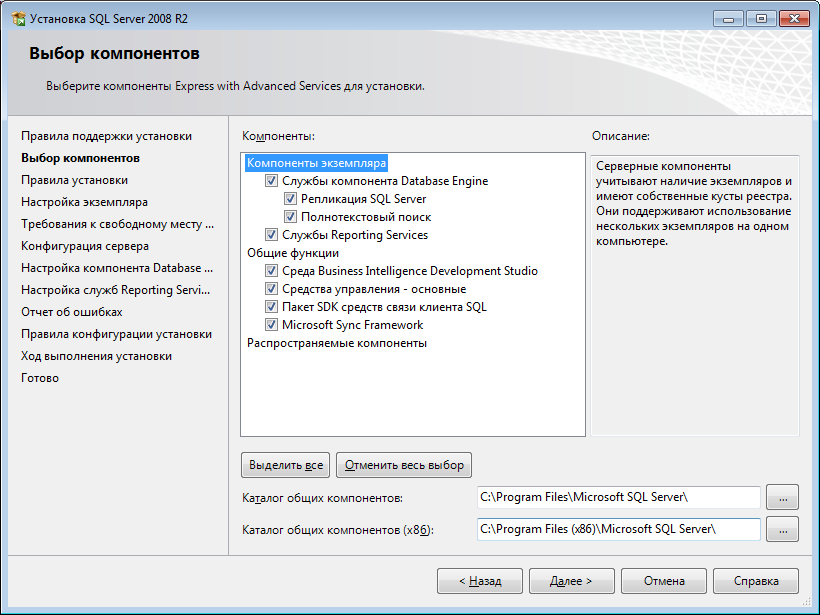 Установка SQL Server 2008 R2
Выбор компонентов
Выберите компоненты Express with Advanced Services для установки.
Правила поддержки установки
Выбор компонентов
Правила установки
Настройка экземпляра
Требования к свободному месту ...
Конфигурация сервера
Настройка компонента Database ...
Настройка служб Reporting Servi...
Отчет об ошибках
Правила конфигурации установки
Ход выполнения установки
Готово
Компоненты:
Компоненты экземпляра
Службы компонента Database Engine
Репликация SQL Server
Полнотекстовый поиск
Службы Reporting Services
Общие функции
Среда Business Intelligence Development Studio
Средства управления - основные
Пакет SDK средств связи клиента SQL
Microsoft Sync Framework
Распространяемые компоненты
Описание:
Серверные компоненты
учитывают наличие экземпляров и
имеют собственные кусты реестра.
Они поддерживают использование
нескольких экземпляров на одном
компьютере.
Выделить все
Отменить весь выбор
Каталог общих компонентов:
C:\Program Files\Microsoft SQL Server\
...
Каталог общих компонентов (x86):
C:\Program Files (x86)\Microsoft SQL Server\
...
< Назад
Далее >
Отмена
Справка